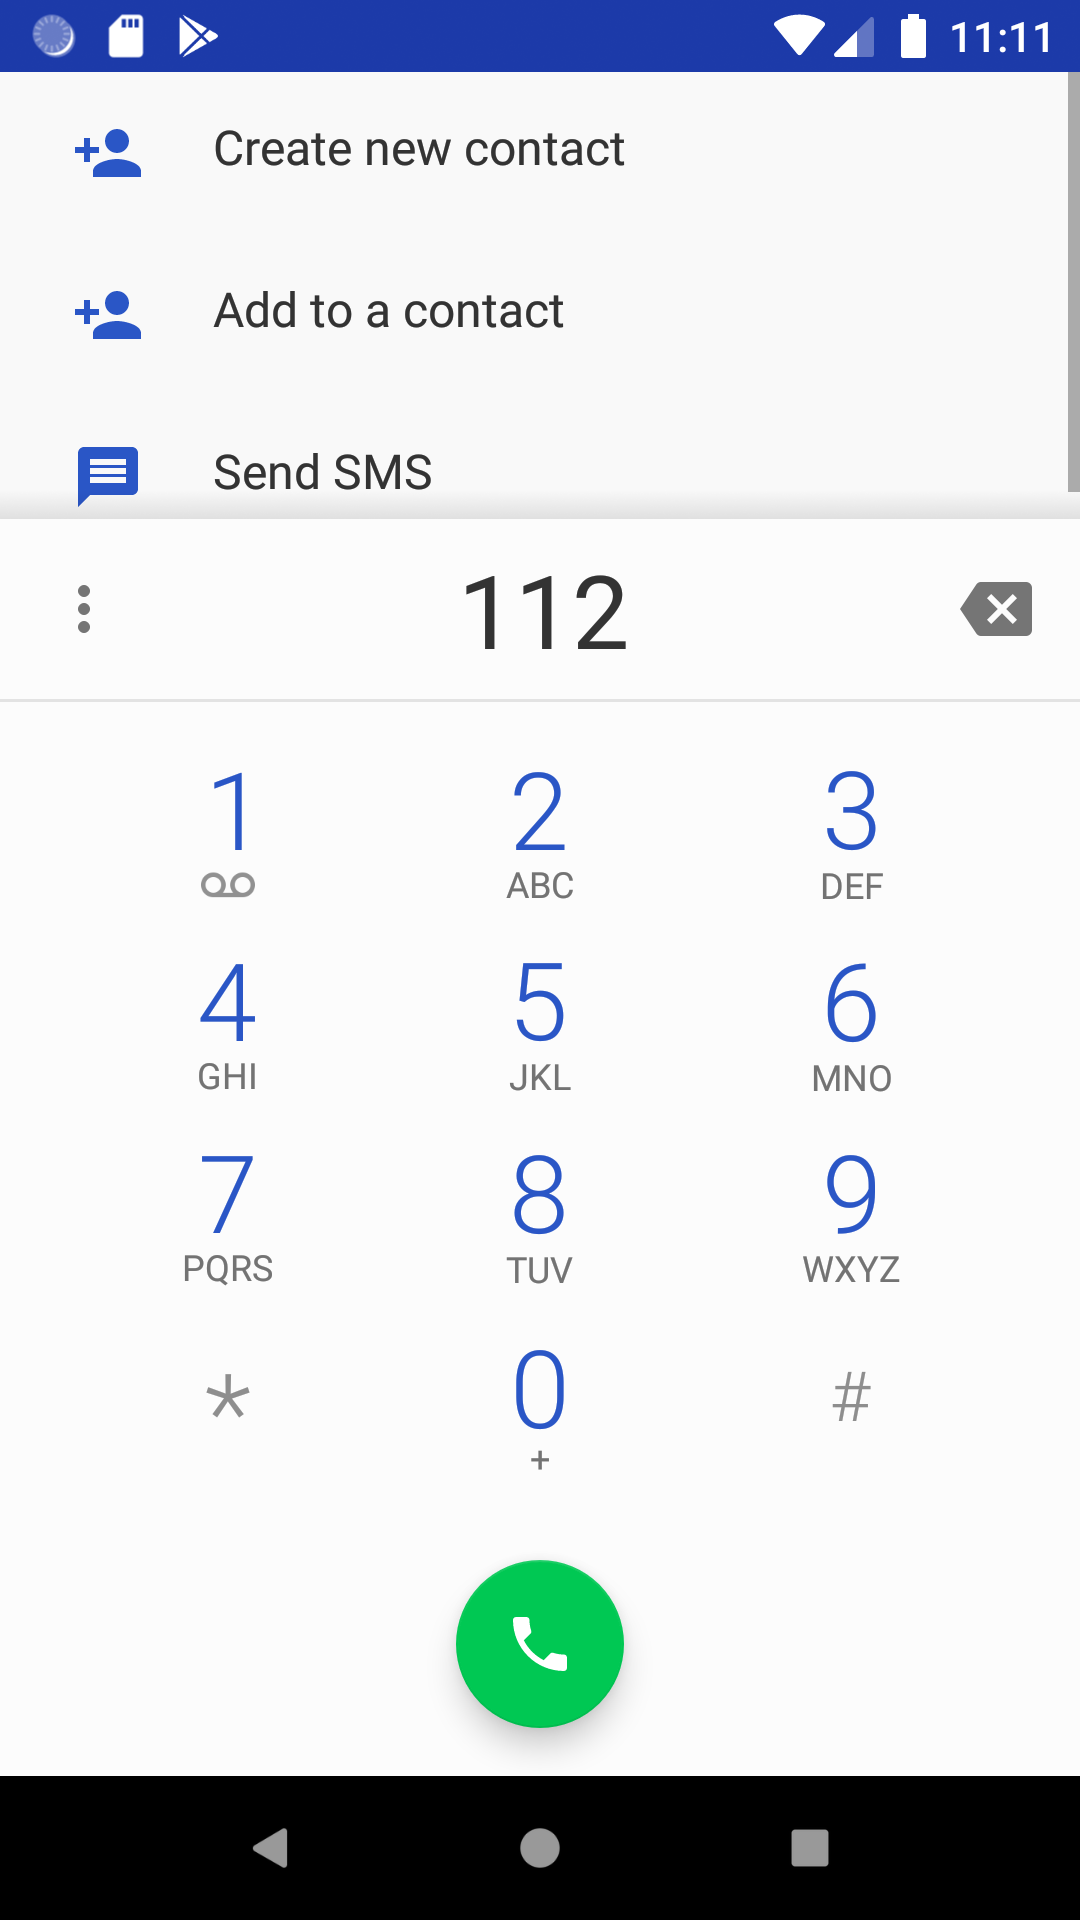 11:11
Create new contact
Add to a contact
Send SMS
112
1 2 3
ABC DEF
4 5 6
GHI JKL MNO
7 8 9
PQRS TUV WXYZ
* 0 #
+